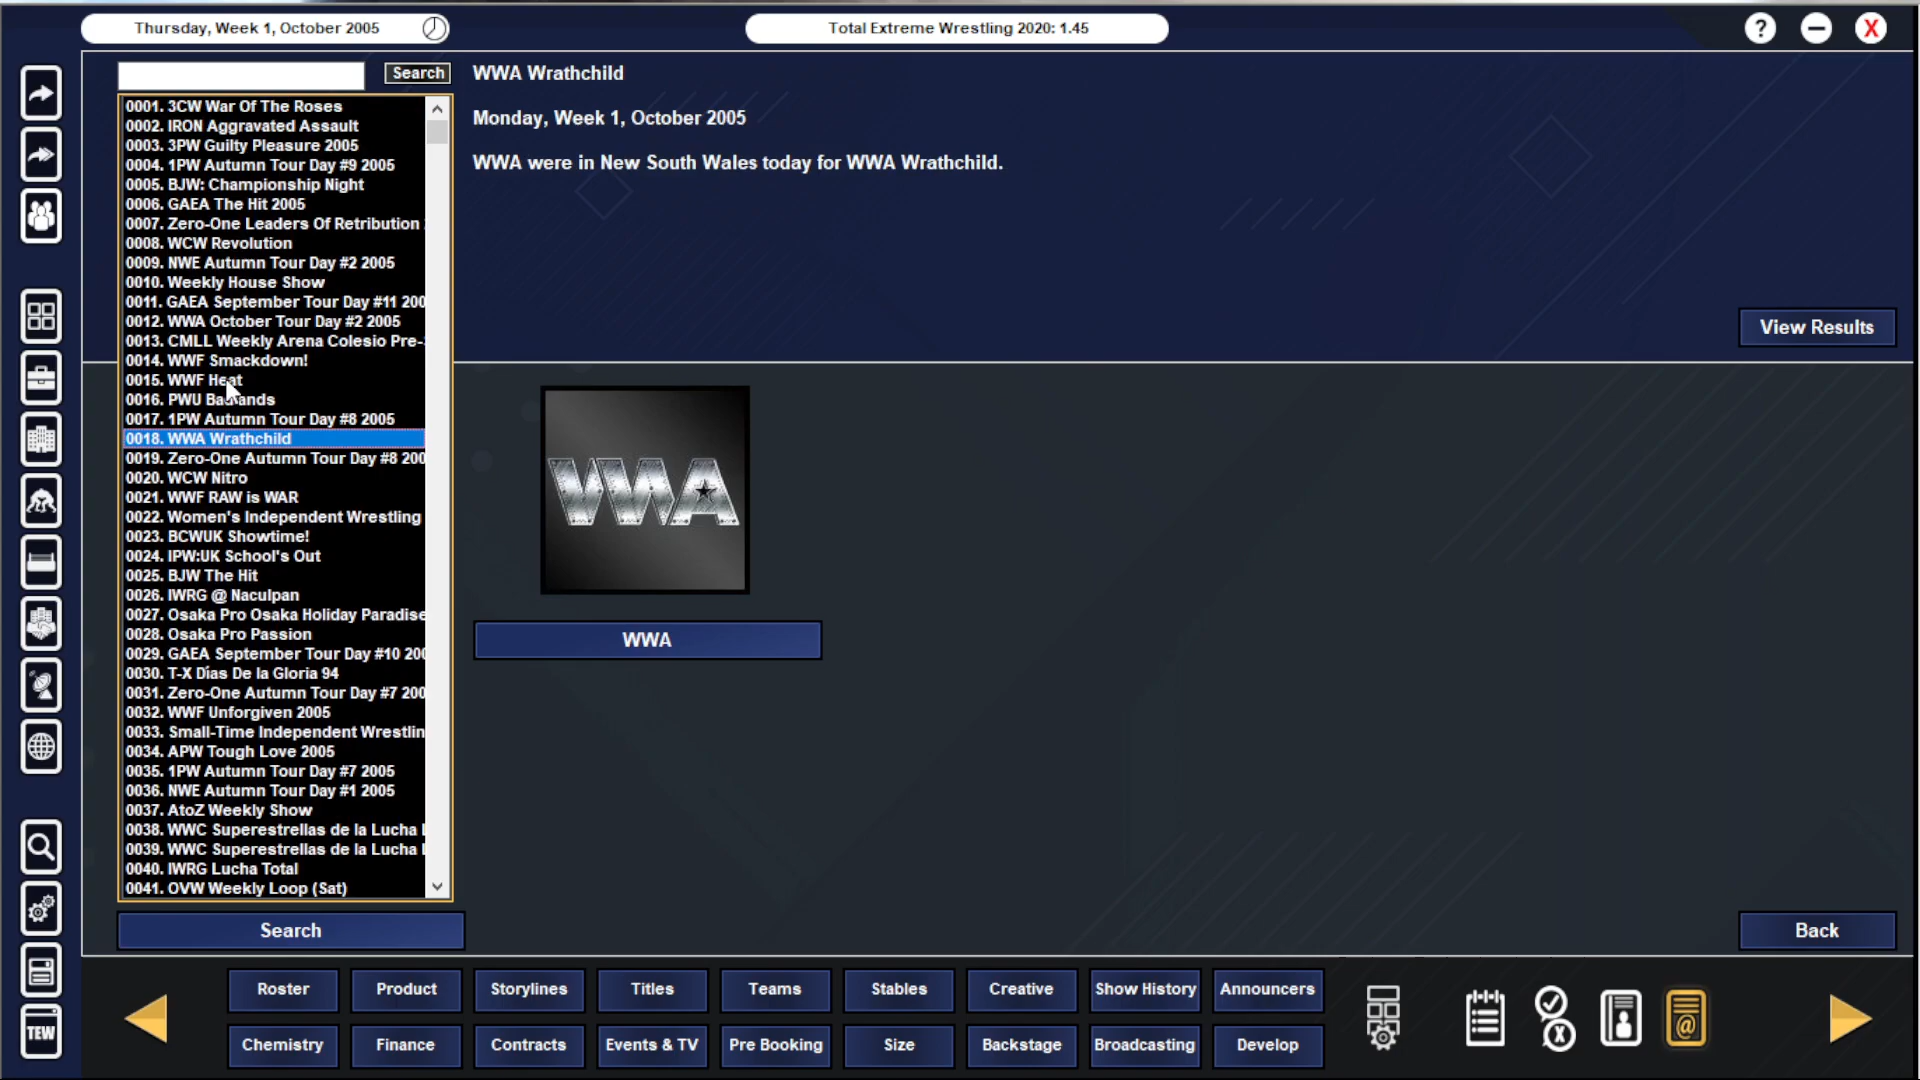 Thursday, Week 1, October 2005
Total Extreme Wrestling 2020: 1.45
?
X
Search
WWA Wrathchild
Monday, Week 1, October 2005
WWA were in New South Wales today for WWA Wrathchild.
View Results
0001. 3CW War Of The Roses
0002. IRON Aggravated Assault
0003. 3PW Guilty Pleasure 2005
0004. 1PW Autumn Tour Day #9 2005
0005. BJW: Championship Night
0006. GAEA The Hit 2005
0007. Zero-One Leaders Of Retribution
0008. WCW Revolution
0009. NWE Autumn Tour Day #2 2005
0010. Weekly House Show
0011. GAEA September Tour Day #11 200
0012. WWA October Tour Day #2 2005
0013. CMLL Weekly Arena Colesio Pre-
0014. WWF Smackdown!
0015. WWF Heat
0016. PWU Badlands
0017. 1PW Autumn Tour Day #8 2005
0018. WWA Wrathchild
0019. Zero-One Autumn Tour Day #8 200
0020. WCW Nitro
0021. WWF RAW is WAR
0022. Women's Independent Wrestling
0023. BCWUK Showtime!
0024. IPW:UK School's Out
0025. BJW The Hit
0026. IWRG @ Naculpan
0027. Osaka Pro Osaka Holiday Paradise
0028. Osaka Pro Passion
0029. GAEA September Tour Day #10 200
0030. T-X Días De la Gloria 94
0031. Zero-One Autumn Tour Day #7 200
0032. WWF Unforgiven 2005
0033. Small-Time Independent Wrestlin
0034. APW Tough Love 2005
0035. 1PW Autumn Tour Day #7 2005
0036. NWE Autumn Tour Day #1 2005
0037. AtoZ Weekly Show
0038. WWC Superestrellas de la Lucha
0039. WWC Superestrellas de la Lucha
0040. IWRG Lucha Total
0041. OVW Weekly Loop (Sat)
WWA
WWA
Search
Back
Roster
Product
Storylines
Titles
Teams
Stables
Creative
Show History
Announcers
Chemistry
Finance
Contracts
Events & TV
Pre Booking
Size
Backstage
Broadcasting
Develop
TEW
@